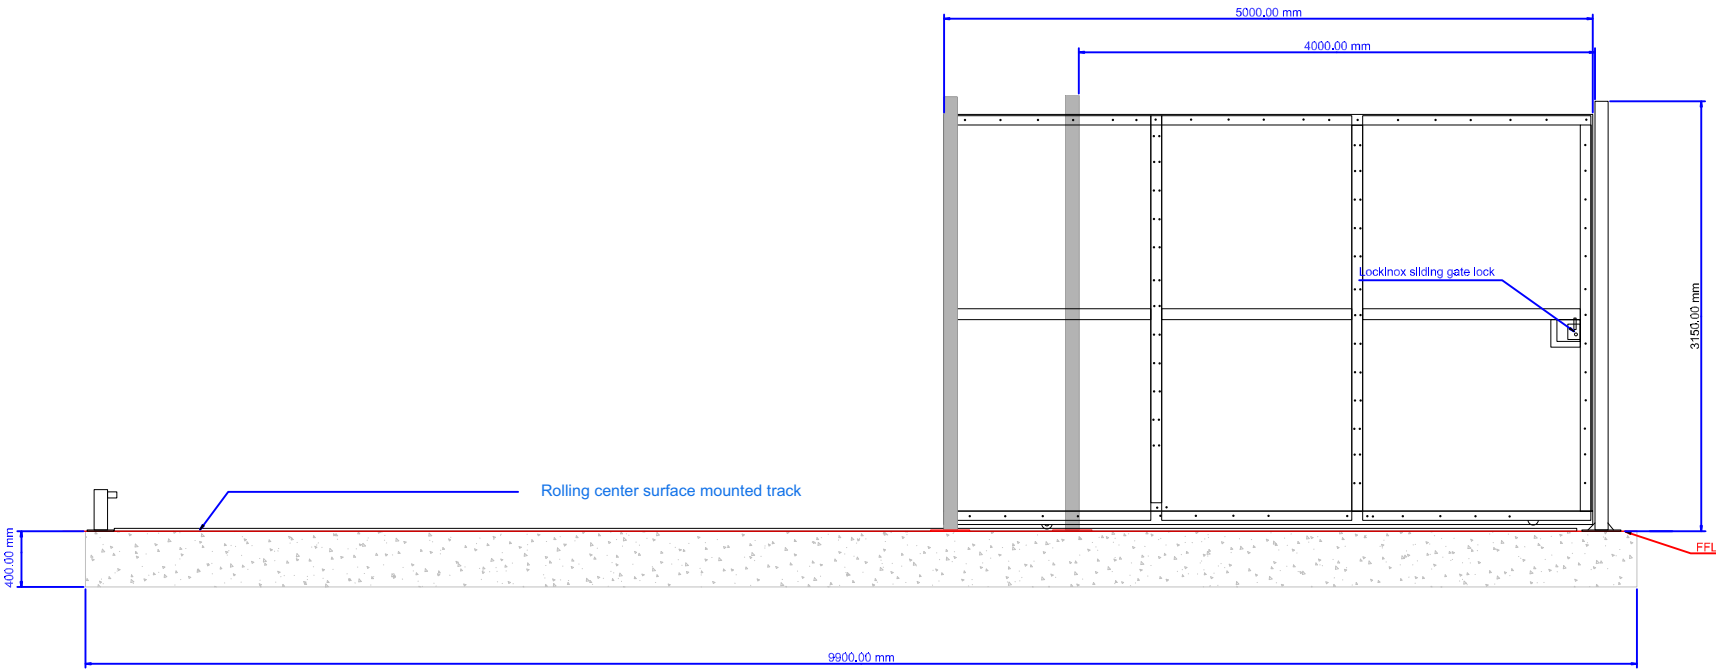 5000.00 mm
4000.00 mm
Lockinox sliding gate lock
3150.00 mm
Rolling center surface mounted track
400.00 mm
FFL
9900.00 mm